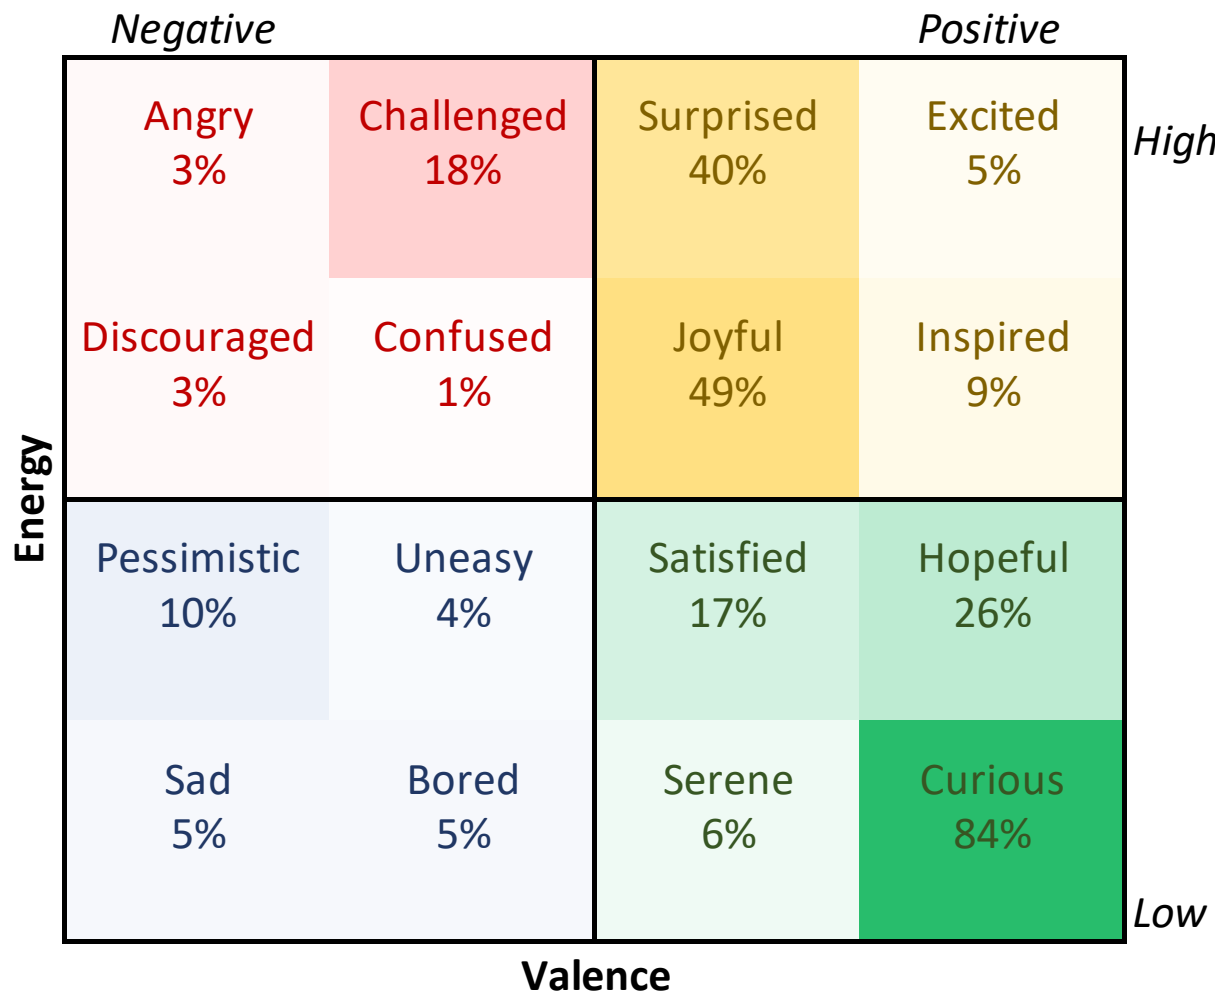 Negative Positive
Angry Challenged Surprised Excited High
3% 18% 40% 5%
Discouraged Confused Joyful Inspired
3% 1% 49% 9%
Energy
Pessimistic Uneasy Satisfied Hopeful
10% 4% 17% 26%
Sad Bored Serene Curious
5% 5% 6% 84%
Low
Valence